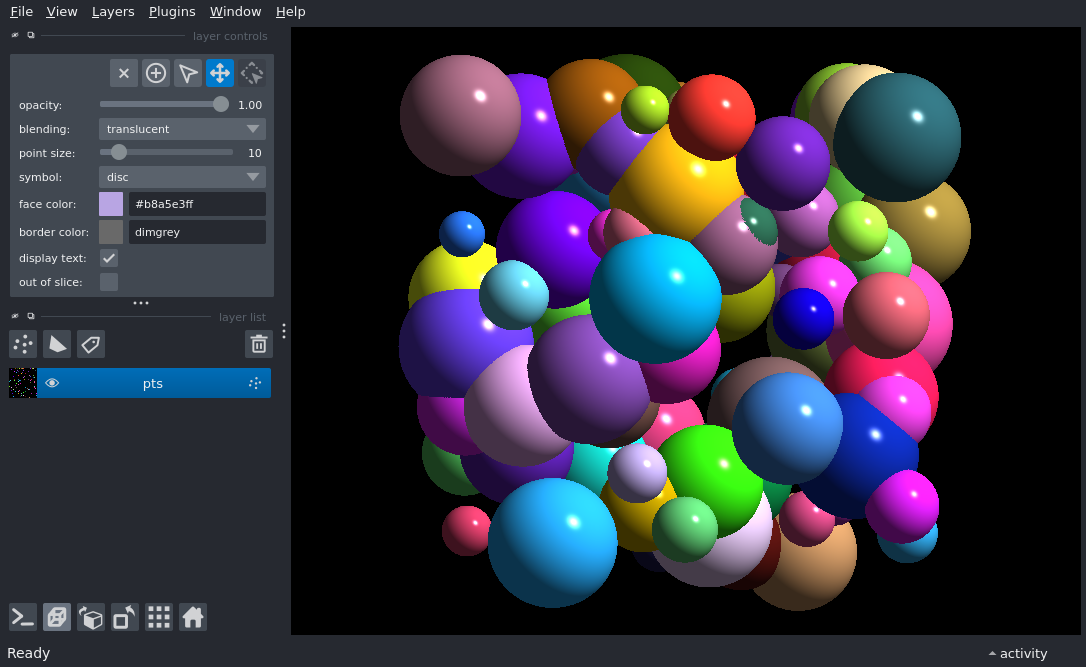 File View Layers Plugins Window Help
layer controls
opacity: 1.00
blending: translucent
point size: 10
symbol: disc
face color: #b8a5e3ff
border color: dimgrey
display text:
out of slice:
layer list
pts
Ready
activity